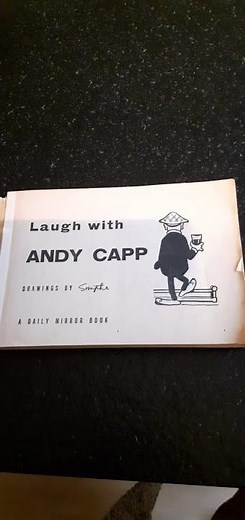 Laugh with
ANDY CAPP
DRAWINGS BY Smythe
A DAILY MIRROR BOOK